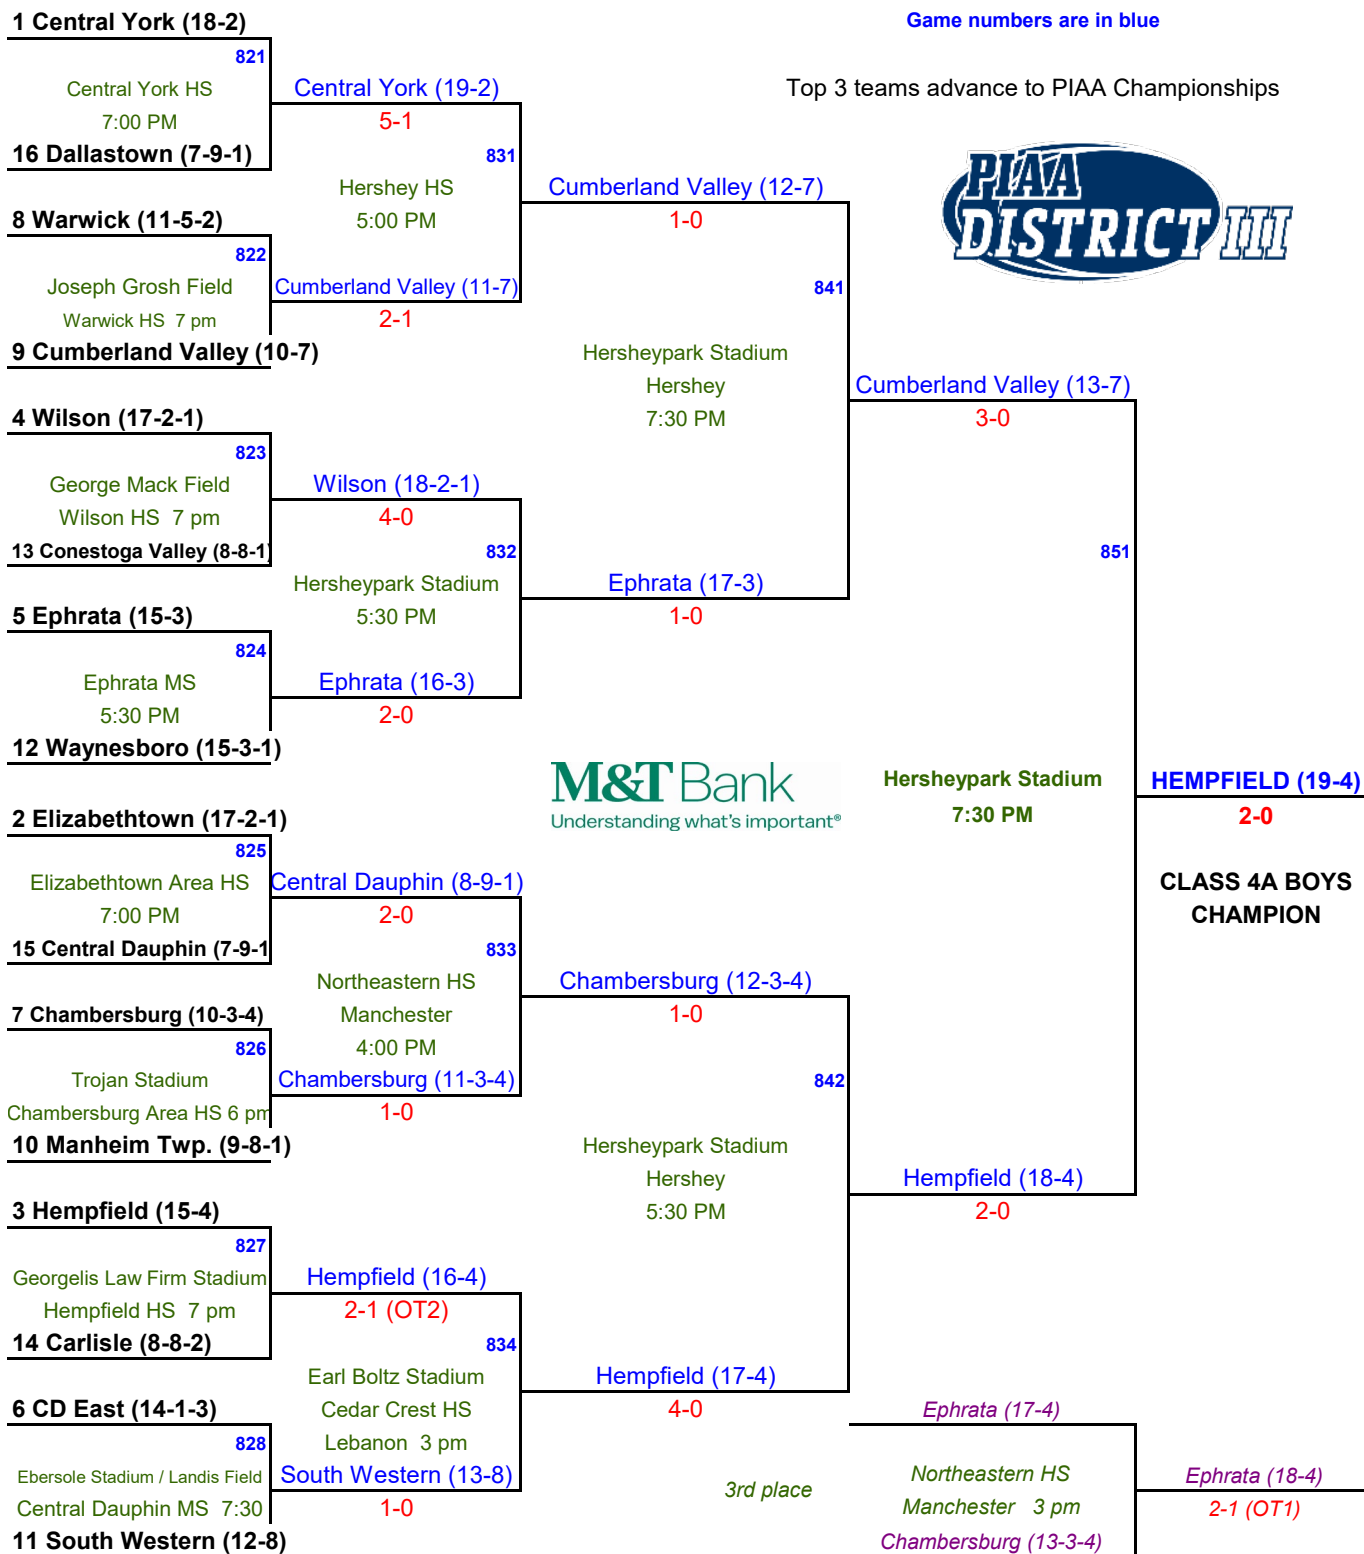 1 Central York (18-2)
Game numbers are in blue
821
Central York HS
Central York (19-2)
Top 3 teams advance to PIAA Championships
7:00 PM
5-1
16 Dallastown (7-9-1)
831
PIAA
DISTRICT III
Hershey HS
Cumberland Valley (12-7)
8 Warwick (11-5-2)
5:00 PM
1-0
822
Joseph Grosh Field
Cumberland Valley (11-7)
841
Warwick HS 7 pm
2-1
9 Cumberland Valley (10-7)
Hersheypark Stadium
Hershey
Cumberland Valley (13-7)
4 Wilson (17-2-1)
7:30 PM
3-0
823
George Mack Field
Wilson (18-2-1)
Wilson HS 7 pm
4-0
13 Conestoga Valley (8-8-1)
832
851
Hersheypark Stadium
Ephrata (17-3)
5 Ephrata (15-3)
5:30 PM
1-0
824
Ephrata MS
Ephrata (16-3)
5:30 PM
2-0
12 Waynesboro (15-3-1)
M&T Bank
Understanding what's important®
Hersheypark Stadium
HEMPFIELD (19-4)
2 Elizabethtown (17-2-1)
7:30 PM
2-0
825
Elizabethtown Area HS
Central Dauphin (8-9-1)
CLASS 4A BOYS
7:00 PM
2-0
CHAMPION
15 Central Dauphin (7-9-1
833
Northeastern HS
Chambersburg (12-3-4)
7 Chambersburg (10-3-4)
Manchester
1-0
826
4:00 PM
Trojan Stadium
Chambersburg (11-3-4)
842
Chambersburg Area HS 6 pm
1-0
10 Manheim Twp. (9-8-1)
Hersheypark Stadium
Hershey
Hempfield (18-4)
3 Hempfield (15-4)
5:30 PM
2-0
827
Georgelis Law Firm Stadium
Hempfield (16-4)
Hempfield HS 7 pm
2-1 (OT2)
14 Carlisle (8-8-2)
834
Earl Boltz Stadium
Hempfield (17-4)
6 CD East (14-1-3)
Cedar Crest HS
4-0
Ephrata (17-4)
828
Lebanon 3 pm
Ebersole Stadium / Landis Field
South Western (13-8)
3rd place
Northeastern HS
Ephrata (18-4)
Central Dauphin MS 7:30
1-0
Manchester 3 pm
2-1 (OT1)
11 South Western (12-8)
Chambersburg (13-3-4)